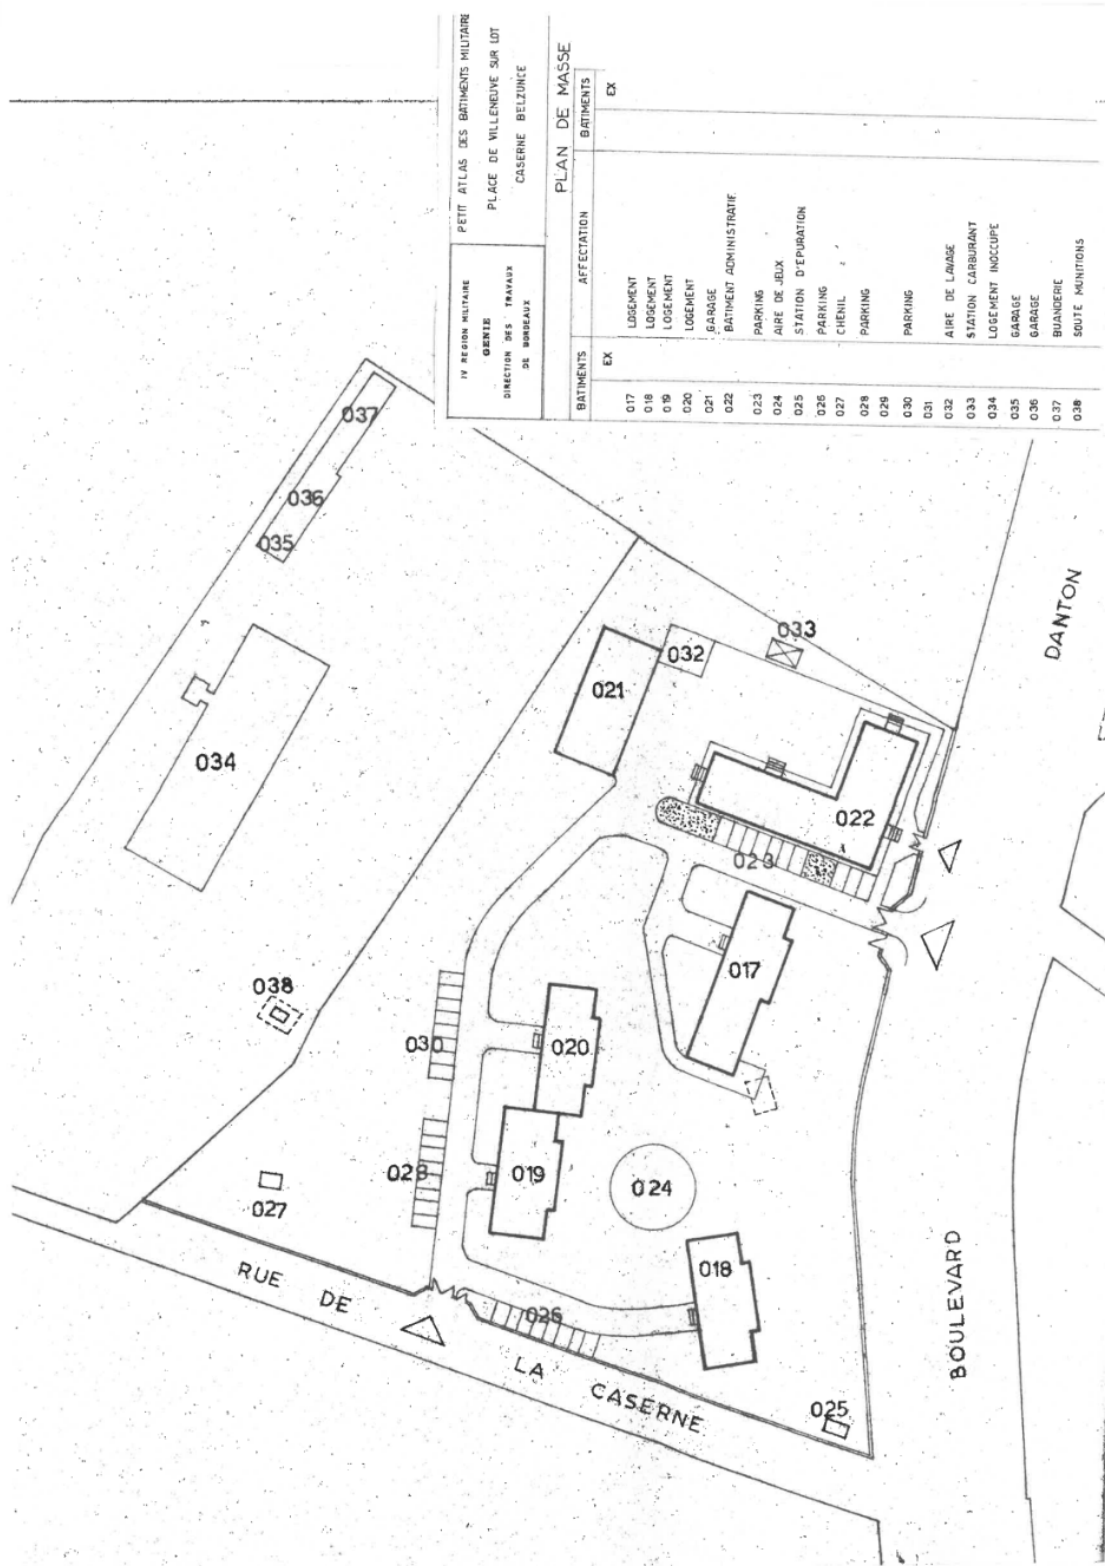 IV REGION MILITAIRE
GENIE
DIRECTION DES TRAVAUX
DE BORDEAUX
PETIT ATLAS DES BATIMENTS MILITAIRE
PLACE DE VILLENEUVE SUR LOT
CASERNE BELZUNCE
PLAN DE MASSE
BATIMENTS AFFECTATION BATIMENTS
EX EX
017 LOGEMENT
018 LOGEMENT
019 LOGEMENT
020 LOGEMENT
021 GARAGE
022 BATIMENT ADMINISTRATIF
023 PARKING
024 AIRE DE JEUX
025 STATION D'EPURATION
026 PARKING
027 CHENIL
028 PARKING
029
030 PARKING
031
032 AIRE DE LAVAGE
033 STATION CARBURANT
034 LOGEMENT INOCCUPE
035 GARAGE
036 GARAGE
037 BUANDERIE
038 SOUTE MUNITIONS
037
036
035
034
033
032
021
022
023
017
038
030
020
019
028
024
027
018
026
025
RUE DE LA CASERNE
BOULEVARD DANTON